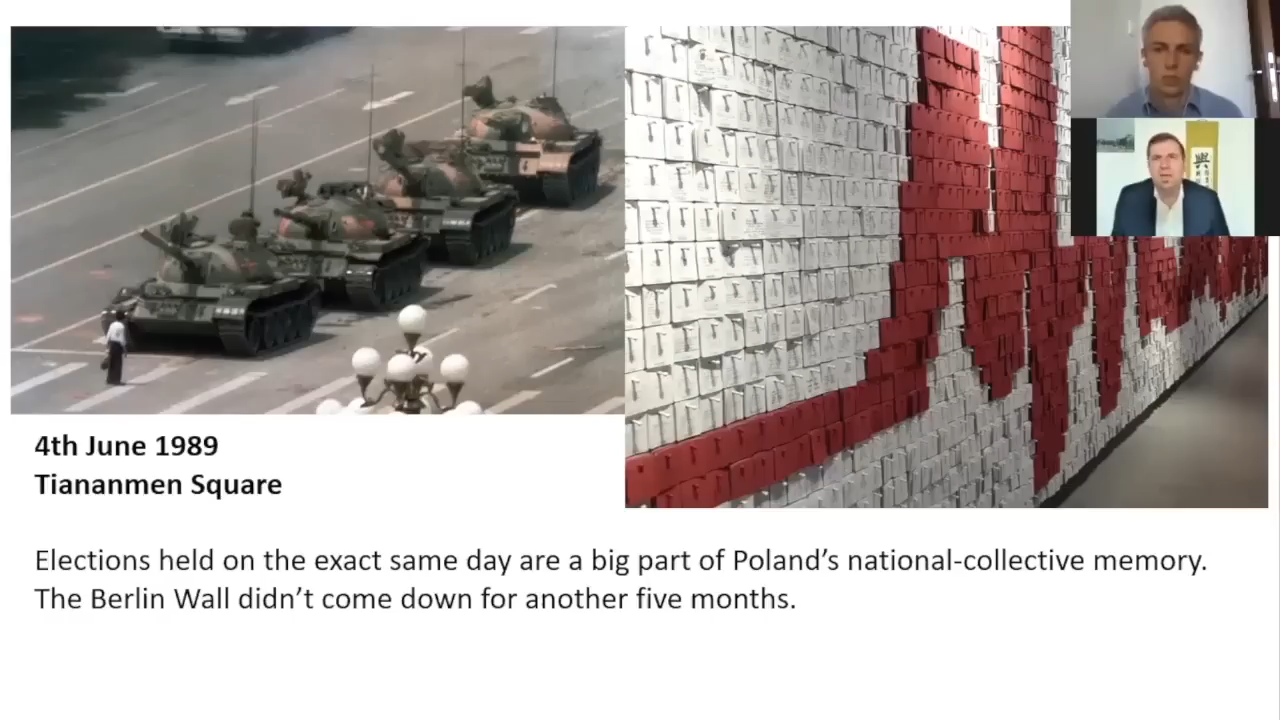 4th June 1989
Tiananmen Square
Elections held on the exact same day are a big part of Poland’s national-collective memory.
The Berlin Wall didn’t come down for another five months.